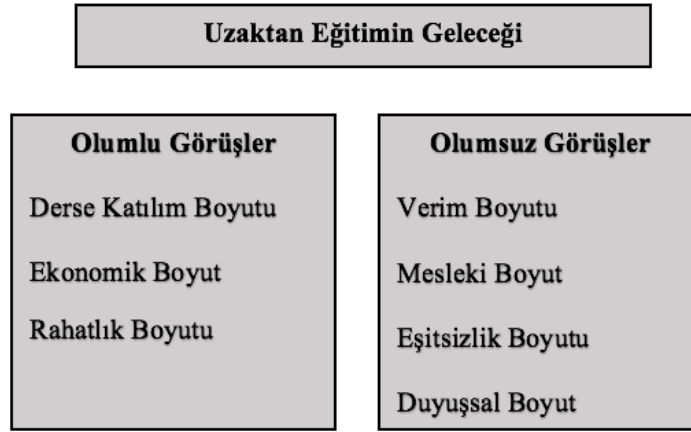 Uzaktan Eğitimin Geleceği
Olumlu Görüşler
Derse Katılım Boyutu
Ekonomik Boyut
Rahatlık Boyutu
Olumsuz Görüşler
Verim Boyutu
Mesleki Boyut
Eşitsizlik Boyutu
Duyuşsal Boyut